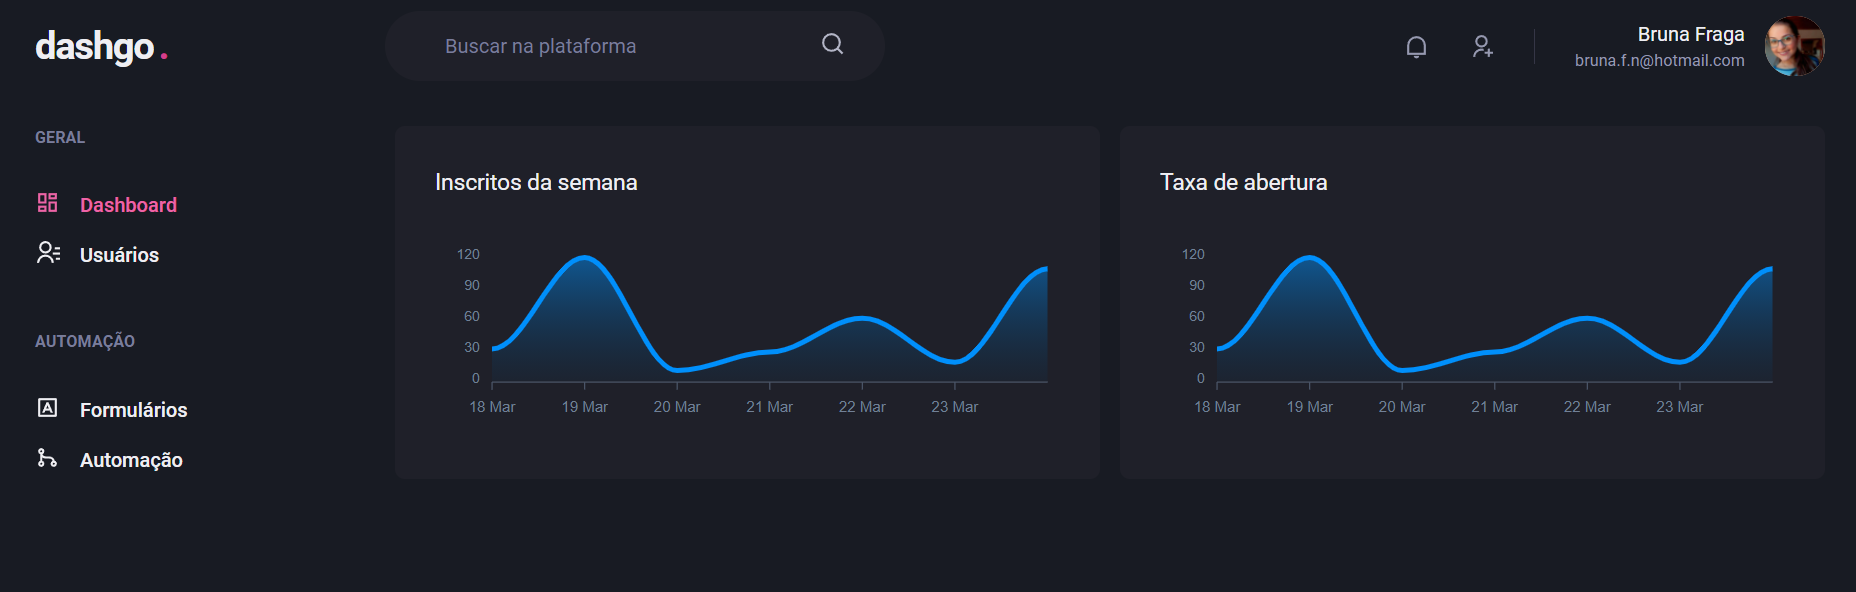 dashgo.
Buscar na plataforma
Bruna Fraga
bruna.f.n@hotmail.com
GERAL
Dashboard
Usuários
AUTOMAÇÃO
Formulários
Automação
Inscritos da semana
120
90
60
30
0
18 Mar 19 Mar 20 Mar 21 Mar 22 Mar 23 Mar
Taxa de abertura
120
90
60
30
0
18 Mar 19 Mar 20 Mar 21 Mar 22 Mar 23 Mar